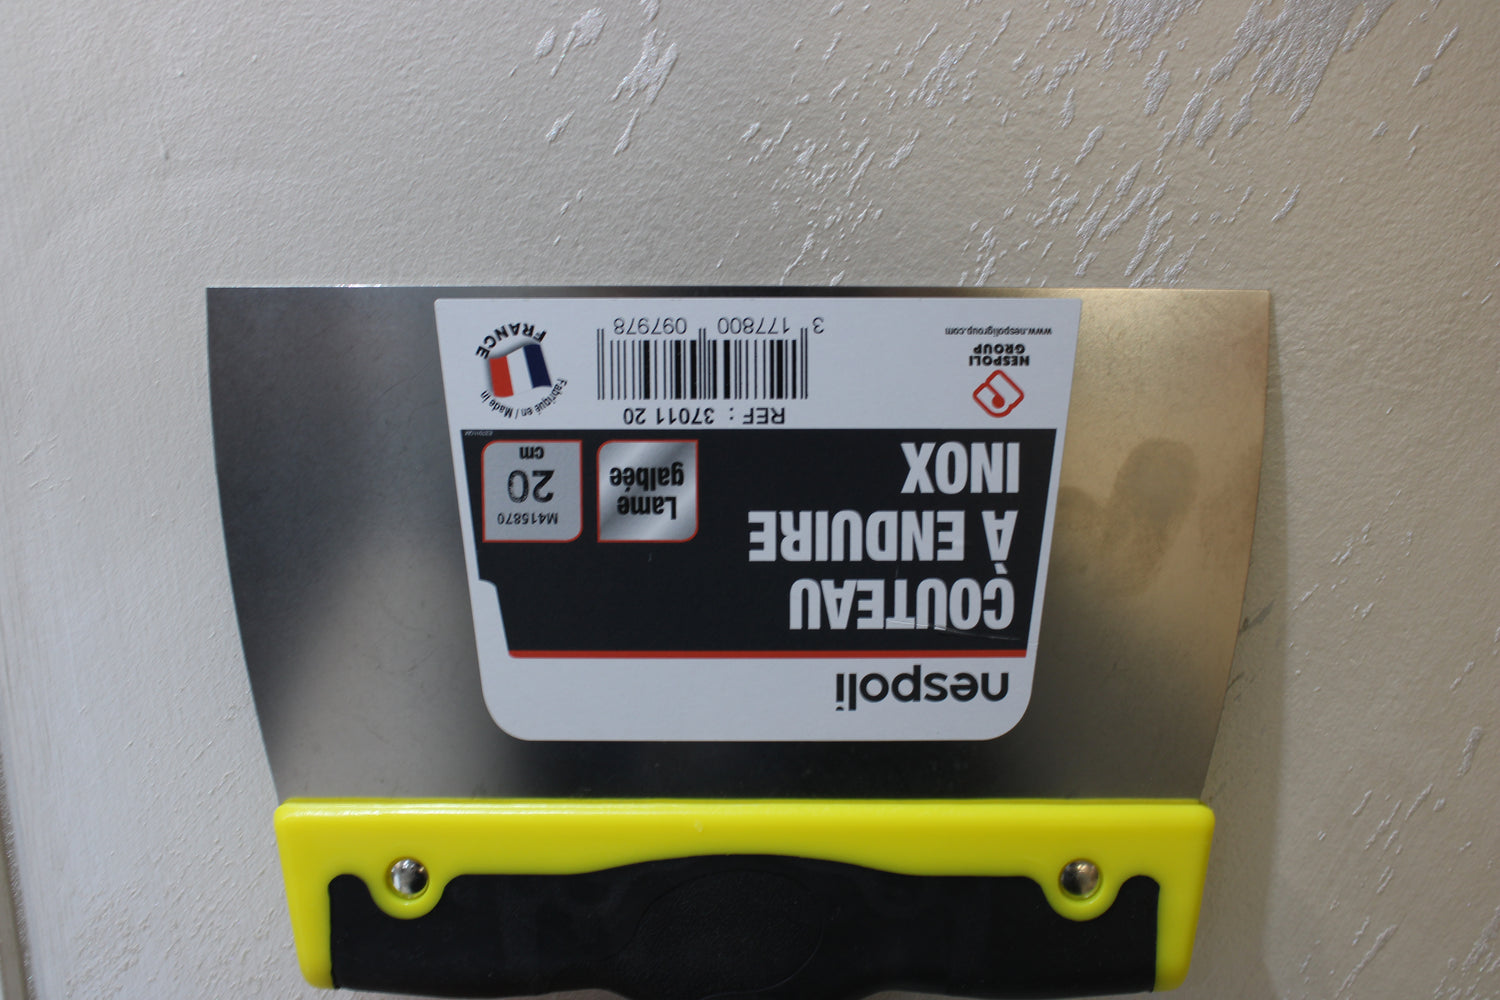 nespoli
COUTEAU
À ENDUIRE
INOX
Lame
galbée
M415870
20
cm
REF : 37011 20
3 177800 097978
NESPOLI
GROUP
www.nespoligroup.com
Fabriqué en / Made in
FRANCE